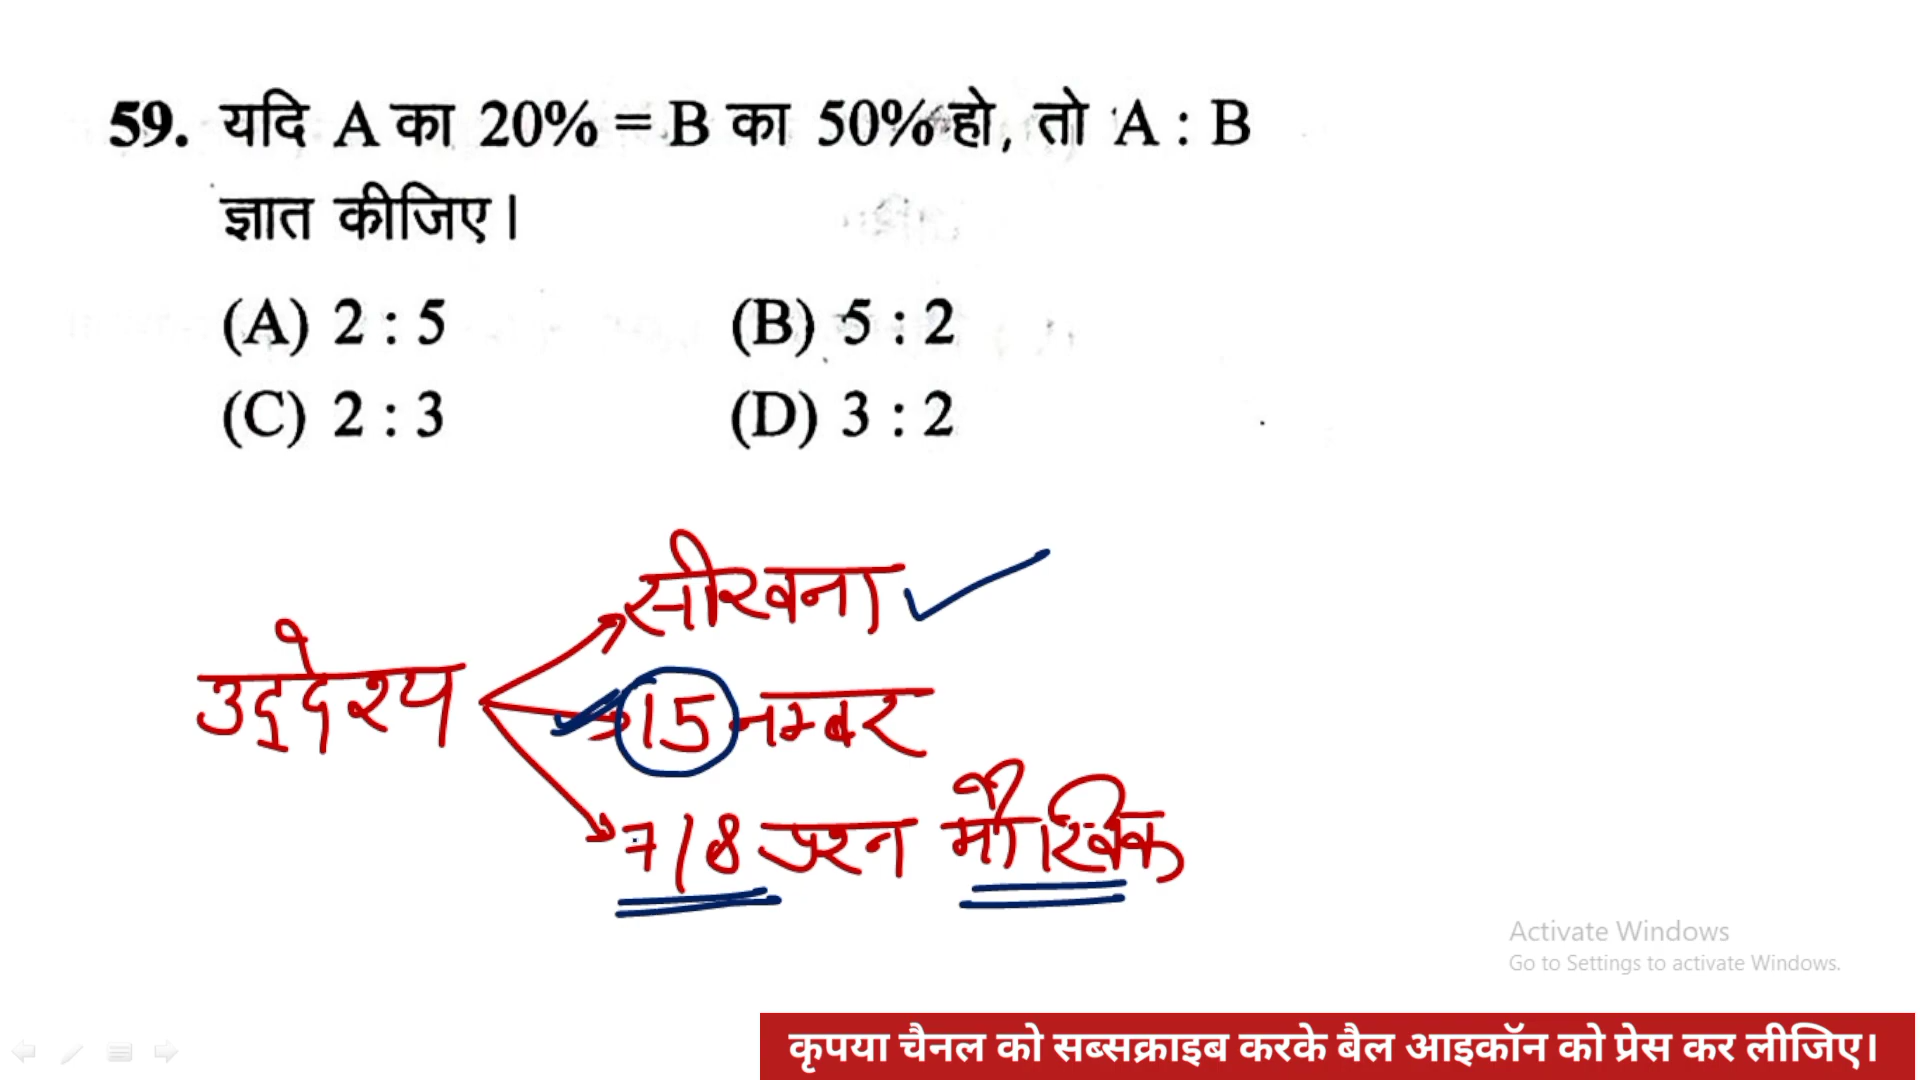 59. यदि A का 20% = B का 50% हो, तो A : B
ज्ञात कीजिए।
(A) 2 : 5 (B) 5 : 2
(C) 2 : 3 (D) 3 : 2
सीखना
उद्देश्य 15 नम्बर
7/8 प्रश्न मौखिक
Activate Windows
Go to Settings to activate Windows.
कृपया चैनल को सब्सक्राइब करके बैल आइकॉन को प्रेस कर लीजिए।